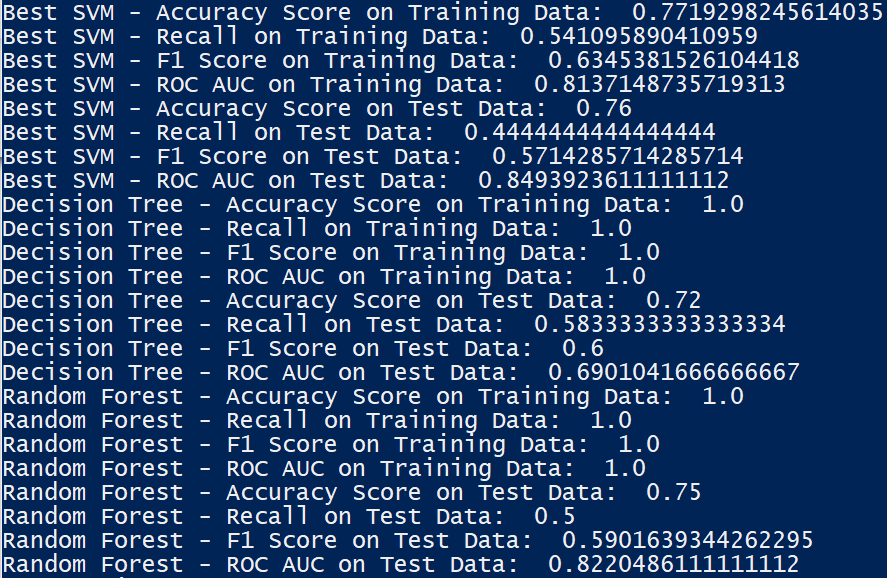 Best SVM - Accuracy Score on Training Data:  0.7719298245614035
Best SVM - Recall on Training Data:  0.541095890410959
Best SVM - F1 Score on Training Data:  0.6345381526104418
Best SVM - ROC AUC on Training Data:  0.8137148735719313
Best SVM - Accuracy Score on Test Data:  0.76
Best SVM - Recall on Test Data:  0.4444444444444444
Best SVM - F1 Score on Test Data:  0.5714285714285714
Best SVM - ROC AUC on Test Data:  0.8493923611111112
Decision Tree - Accuracy Score on Training Data:  1.0
Decision Tree - Recall on Training Data:  1.0
Decision Tree - F1 Score on Training Data:  1.0
Decision Tree - ROC AUC on Training Data:  1.0
Decision Tree - Accuracy Score on Test Data:  0.72
Decision Tree - Recall on Test Data:  0.5833333333333334
Decision Tree - F1 Score on Test Data:  0.6
Decision Tree - ROC AUC on Test Data:  0.6901041666666667
Random Forest - Accuracy Score on Training Data:  1.0
Random Forest - Recall on Training Data:  1.0
Random Forest - F1 Score on Training Data:  1.0
Random Forest - ROC AUC on Training Data:  1.0
Random Forest - Accuracy Score on Test Data:  0.75
Random Forest - Recall on Test Data:  0.5
Random Forest - F1 Score on Test Data:  0.5901639344262295
Random Forest - ROC AUC on Test Data:  0.8220486111111112